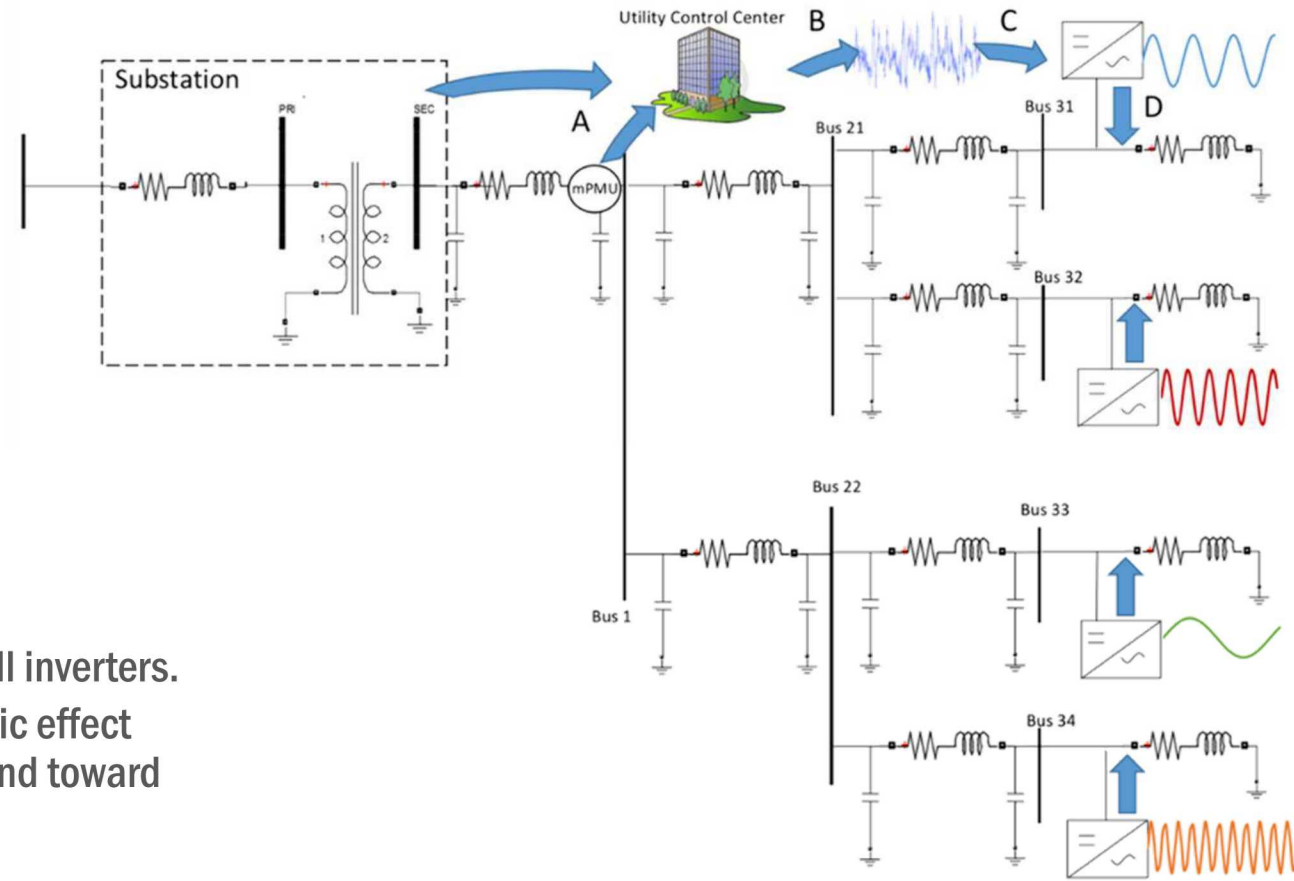 Utility Control Center
B
C
Substation
PRI
SEC
A
mPMU
1
2
Bus 21
Bus 31
D
Bus 32
Bus 22
Bus 33
Bus 1
Bus 34
ll inverters.
ic effect
nd toward